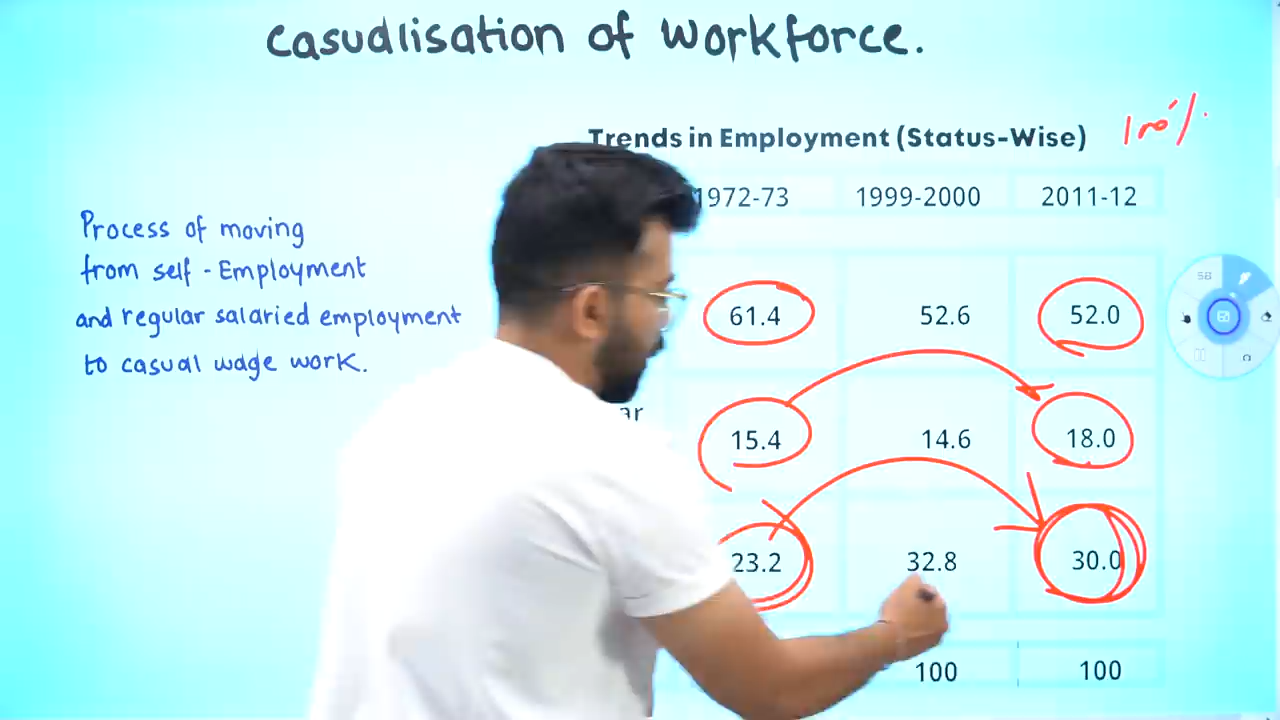 casualisation of workforce.
Trends in Employment (Status-Wise) 100%
1972-73 1999-2000 2011-12
Process of moving
from self - Employment
and regular salaried employment
to casual wage work.
61.4 52.6 52.0
15.4 14.6 18.0
23.2 32.8 30.0
100 100